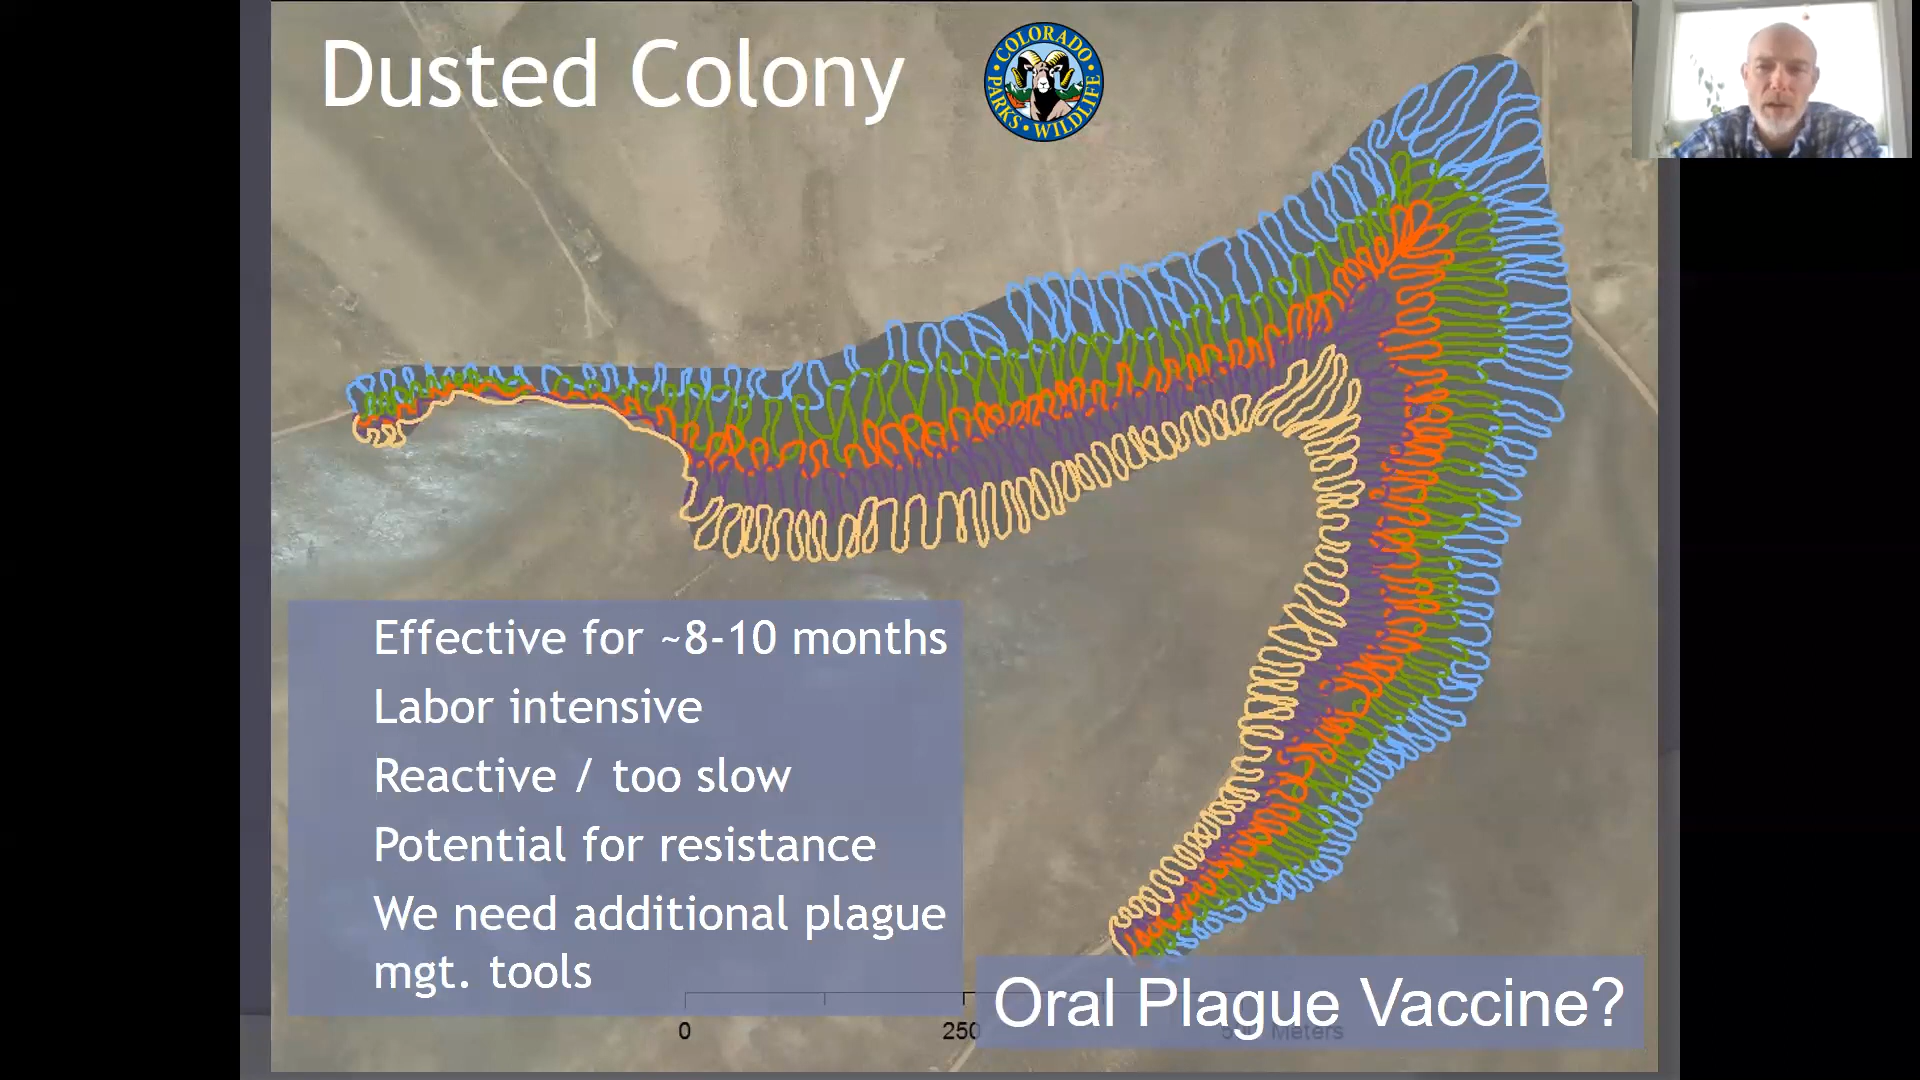 Dusted Colony
COLORADO
PARKS • WILDLIFE
Effective for ~8-10 months
Labor intensive
Reactive / too slow
Potential for resistance
We need additional plague
mgt. tools
Oral Plague Vaccine?
0 250 Meters